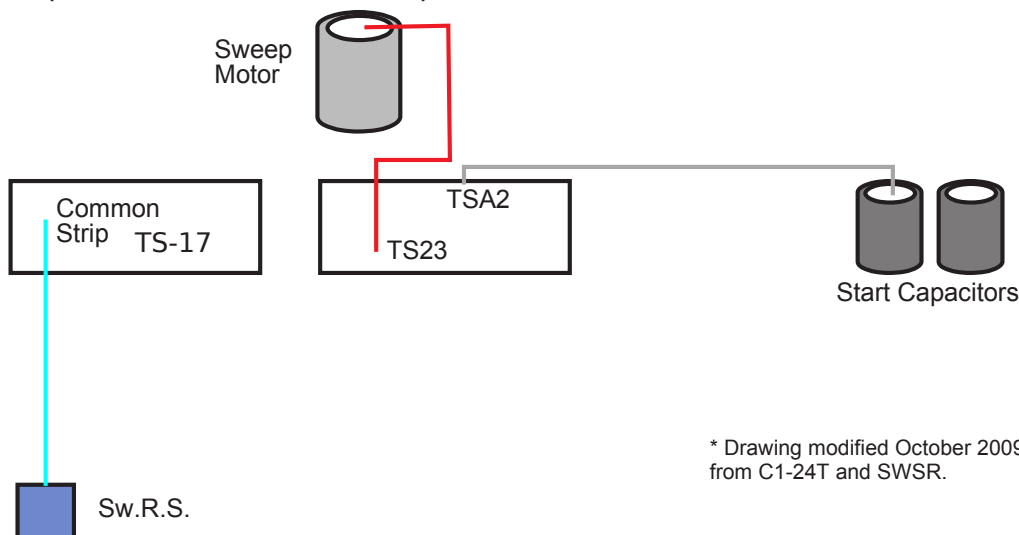 Sweep
Motor
TSA2
Common
Strip TS-17
TS23
Start Capacitors
* Drawing modified October 2009
from C1-24T and SWSR.
Sw.R.S.